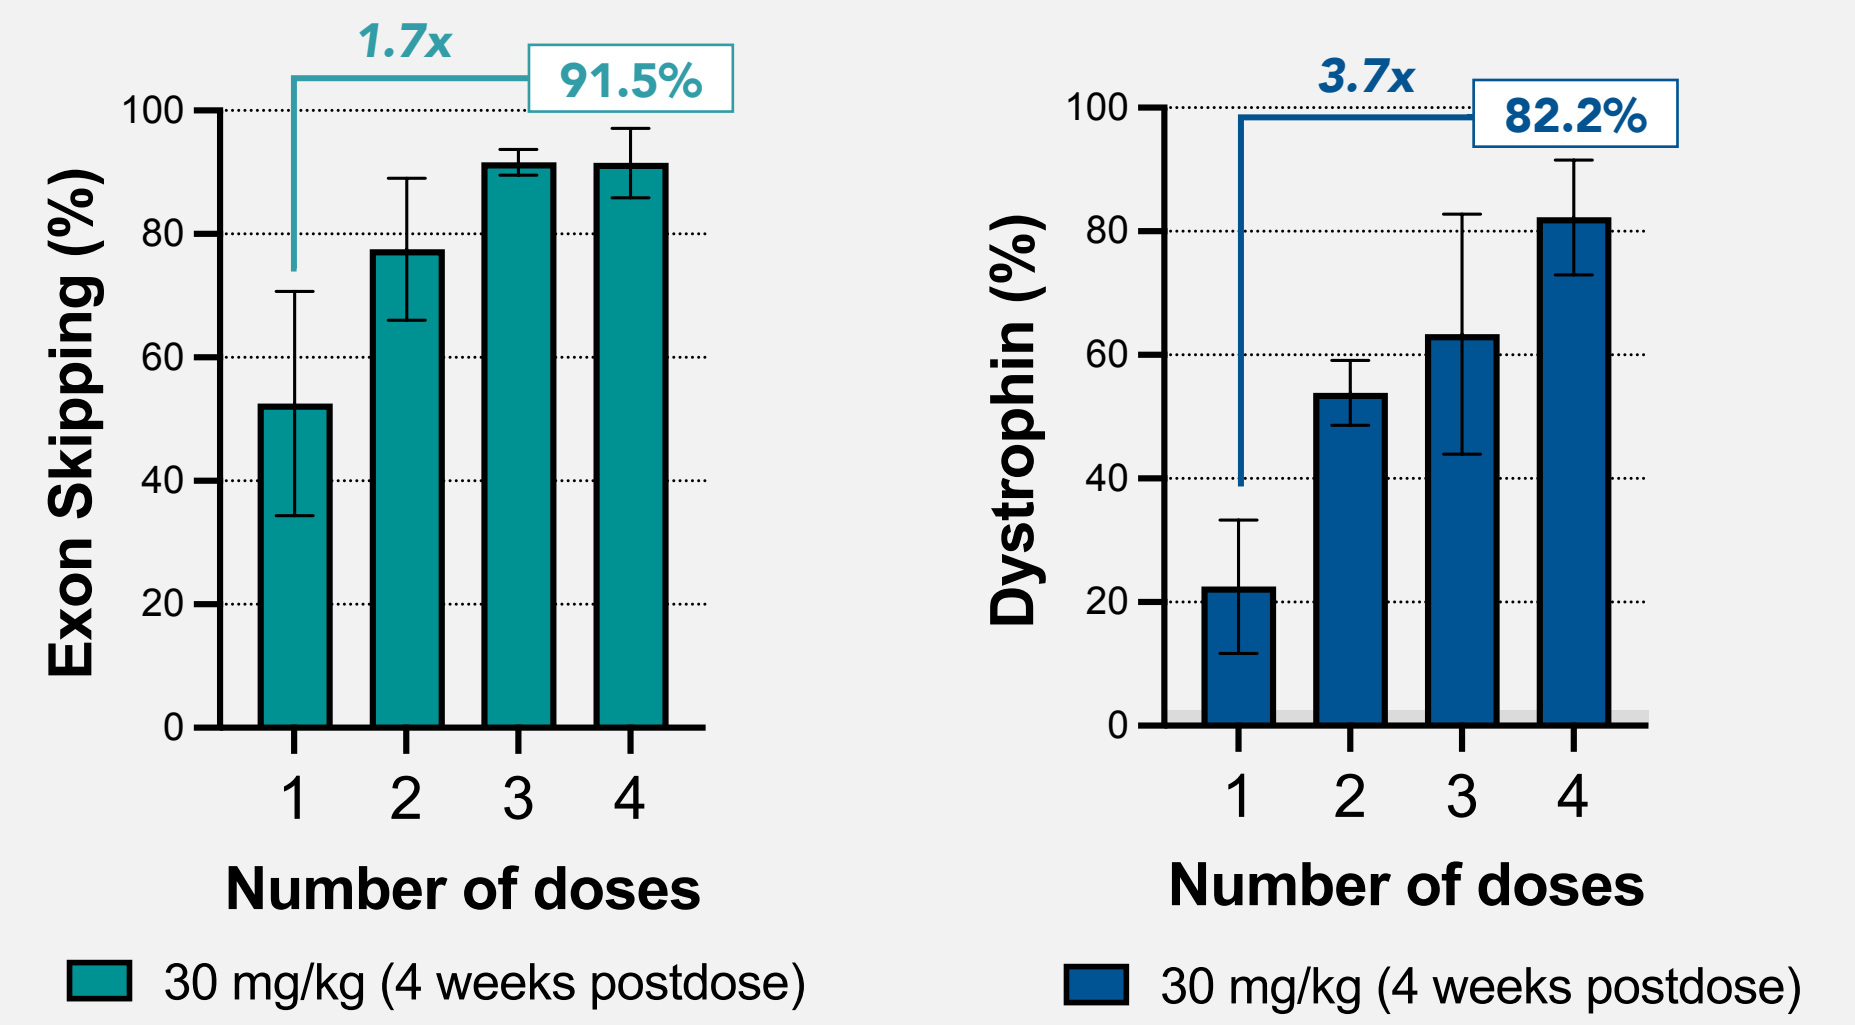 1.7x
91.5%
100
80
60
40
20
0
Exon Skipping (%)
1 2 3 4
Number of doses
30 mg/kg (4 weeks postdose)
3.7x
82.2%
100
80
60
40
20
0
Dystrophin (%)
1 2 3 4
Number of doses
30 mg/kg (4 weeks postdose)